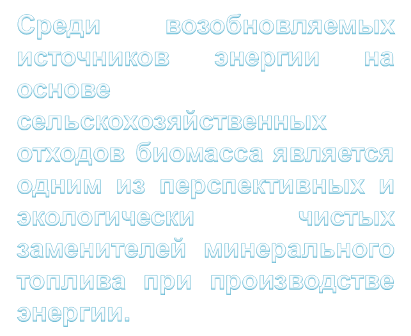 Среди возобновляемых
источников энергии на
основе
сельскохозяйственных
отходов биомасса является
одним из перспективных и
экологически чистых
заменителей минерального
топлива при производстве
энергии.